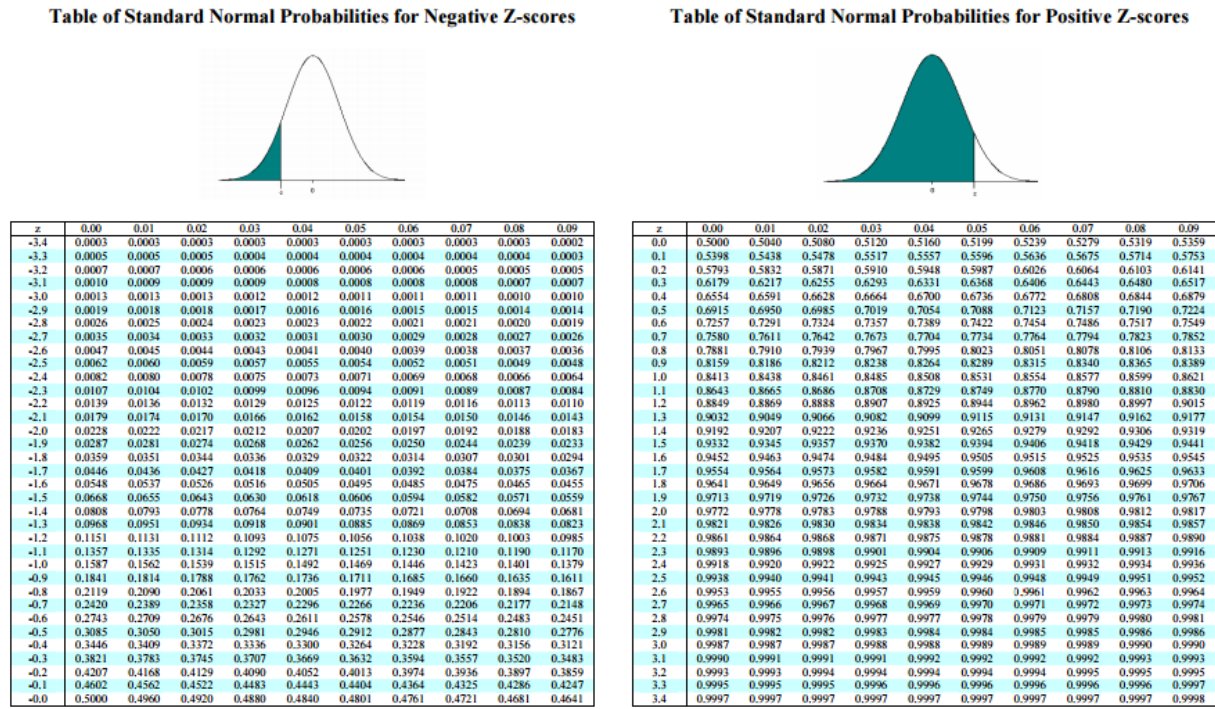 Table of Standard Normal Probabilities for Negative Z-scores
0
z 0.00 0.01 0.02 0.03 0.04 0.05 0.06 0.07 0.08 0.09
-3.4 0.0003 0.0003 0.0003 0.0003 0.0003 0.0003 0.0003 0.0003 0.0003 0.0002
-3.3 0.0005 0.0005 0.0005 0.0004 0.0004 0.0004 0.0004 0.0004 0.0004 0.0003
-3.2 0.0007 0.0007 0.0006 0.0006 0.0006 0.0006 0.0006 0.0005 0.0005 0.0005
-3.1 0.0010 0.0009 0.0009 0.0009 0.0008 0.0008 0.0008 0.0008 0.0007 0.0007
-3.0 0.0013 0.0013 0.0013 0.0012 0.0012 0.0011 0.0011 0.0011 0.0010 0.0010
-2.9 0.0019 0.0018 0.0018 0.0017 0.0016 0.0016 0.0015 0.0015 0.0014 0.0014
-2.8 0.0026 0.0025 0.0024 0.0023 0.0023 0.0022 0.0021 0.0021 0.0020 0.0019
-2.7 0.0035 0.0034 0.0033 0.0032 0.0031 0.0030 0.0029 0.0028 0.0027 0.0026
-2.6 0.0047 0.0045 0.0044 0.0043 0.0041 0.0040 0.0039 0.0038 0.0037 0.0036
-2.5 0.0062 0.0060 0.0059 0.0057 0.0055 0.0054 0.0052 0.0051 0.0049 0.0048
-2.4 0.0082 0.0080 0.0078 0.0075 0.0073 0.0071 0.0069 0.0068 0.0066 0.0064
-2.3 0.0107 0.0104 0.0102 0.0099 0.0096 0.0094 0.0091 0.0089 0.0087 0.0084
-2.2 0.0139 0.0136 0.0132 0.0129 0.0125 0.0122 0.0119 0.0116 0.0113 0.0110
-2.1 0.0179 0.0174 0.0170 0.0166 0.0162 0.0158 0.0154 0.0150 0.0146 0.0143
-2.0 0.0228 0.0222 0.0217 0.0212 0.0207 0.0202 0.0197 0.0192 0.0188 0.0183
-1.9 0.0287 0.0281 0.0274 0.0268 0.0262 0.0256 0.0250 0.0244 0.0239 0.0233
-1.8 0.0359 0.0351 0.0344 0.0336 0.0329 0.0322 0.0314 0.0307 0.0301 0.0294
-1.7 0.0446 0.0436 0.0427 0.0418 0.0409 0.0401 0.0392 0.0384 0.0375 0.0367
-1.6 0.0548 0.0537 0.0526 0.0516 0.0505 0.0495 0.0485 0.0475 0.0465 0.0455
-1.5 0.0668 0.0655 0.0643 0.0630 0.0618 0.0606 0.0594 0.0582 0.0571 0.0559
-1.4 0.0808 0.0793 0.0778 0.0764 0.0749 0.0735 0.0721 0.0708 0.0694 0.0681
-1.3 0.0968 0.0951 0.0934 0.0918 0.0901 0.0885 0.0869 0.0853 0.0838 0.0823
-1.2 0.1151 0.1131 0.1112 0.1093 0.1075 0.1056 0.1038 0.1020 0.1003 0.0985
-1.1 0.1357 0.1335 0.1314 0.1292 0.1271 0.1251 0.1230 0.1210 0.1190 0.1170
-1.0 0.1587 0.1562 0.1539 0.1515 0.1492 0.1469 0.1446 0.1423 0.1401 0.1379
-0.9 0.1841 0.1814 0.1788 0.1762 0.1736 0.1711 0.1685 0.1660 0.1635 0.1611
-0.8 0.2119 0.2090 0.2061 0.2033 0.2005 0.1977 0.1949 0.1922 0.1894 0.1867
-0.7 0.2420 0.2389 0.2358 0.2327 0.2296 0.2266 0.2236 0.2206 0.2177 0.2148
-0.6 0.2743 0.2709 0.2676 0.2643 0.2611 0.2578 0.2546 0.2514 0.2483 0.2451
-0.5 0.3085 0.3050 0.3015 0.2981 0.2946 0.2912 0.2877 0.2843 0.2810 0.2776
-0.4 0.3446 0.3409 0.3372 0.3336 0.3300 0.3264 0.3228 0.3192 0.3156 0.3121
-0.3 0.3821 0.3783 0.3745 0.3707 0.3669 0.3632 0.3594 0.3557 0.3520 0.3483
-0.2 0.4207 0.4168 0.4129 0.4090 0.4052 0.4013 0.3974 0.3936 0.3897 0.3859
-0.1 0.4602 0.4562 0.4522 0.4483 0.4443 0.4404 0.4364 0.4325 0.4286 0.4247
-0.0 0.5000 0.4960 0.4920 0.4880 0.4840 0.4801 0.4761 0.4721 0.4681 0.4641
Table of Standard Normal Probabilities for Positive Z-scores
0 z
z 0.00 0.01 0.02 0.03 0.04 0.05 0.06 0.07 0.08 0.09
0.0 0.5000 0.5040 0.5080 0.5120 0.5160 0.5199 0.5239 0.5279 0.5319 0.5359
0.1 0.5398 0.5438 0.5478 0.5517 0.5557 0.5596 0.5636 0.5675 0.5714 0.5753
0.2 0.5793 0.5832 0.5871 0.5910 0.5948 0.5987 0.6026 0.6064 0.6103 0.6141
0.3 0.6179 0.6217 0.6255 0.6293 0.6331 0.6368 0.6406 0.6443 0.6480 0.6517
0.4 0.6554 0.6591 0.6628 0.6664 0.6700 0.6736 0.6772 0.6808 0.6844 0.6879
0.5 0.6915 0.6950 0.6985 0.7019 0.7054 0.7088 0.7123 0.7157 0.7190 0.7224
0.6 0.7257 0.7291 0.7324 0.7357 0.7389 0.7422 0.7454 0.7486 0.7517 0.7549
0.7 0.7580 0.7611 0.7642 0.7673 0.7704 0.7734 0.7764 0.7794 0.7823 0.7852
0.8 0.7881 0.7910 0.7939 0.7967 0.7995 0.8023 0.8051 0.8078 0.8106 0.8133
0.9 0.8159 0.8186 0.8212 0.8238 0.8264 0.8289 0.8315 0.8340 0.8365 0.8389
1.0 0.8413 0.8438 0.8461 0.8485 0.8508 0.8531 0.8554 0.8577 0.8599 0.8621
1.1 0.8643 0.8665 0.8686 0.8708 0.8729 0.8749 0.8770 0.8790 0.8810 0.8830
1.2 0.8849 0.8869 0.8888 0.8907 0.8925 0.8944 0.8962 0.8980 0.8997 0.9015
1.3 0.9032 0.9049 0.9066 0.9082 0.9099 0.9115 0.9131 0.9147 0.9162 0.9177
1.4 0.9192 0.9207 0.9222 0.9236 0.9251 0.9265 0.9279 0.9292 0.9306 0.9319
1.5 0.9332 0.9345 0.9357 0.9370 0.9382 0.9394 0.9406 0.9418 0.9429 0.9441
1.6 0.9452 0.9463 0.9474 0.9484 0.9495 0.9505 0.9515 0.9525 0.9535 0.9545
1.7 0.9554 0.9564 0.9573 0.9582 0.9591 0.9599 0.9608 0.9616 0.9625 0.9633
1.8 0.9641 0.9649 0.9656 0.9664 0.9671 0.9678 0.9686 0.9693 0.9699 0.9706
1.9 0.9713 0.9719 0.9726 0.9732 0.9738 0.9744 0.9750 0.9756 0.9761 0.9767
2.0 0.9772 0.9778 0.9783 0.9788 0.9793 0.9798 0.9803 0.9808 0.9812 0.9817
2.1 0.9821 0.9826 0.9830 0.9834 0.9838 0.9842 0.9846 0.9850 0.9854 0.9857
2.2 0.9861 0.9864 0.9868 0.9871 0.9875 0.9878 0.9881 0.9884 0.9887 0.9890
2.3 0.9893 0.9896 0.9898 0.9901 0.9904 0.9906 0.9909 0.9911 0.9913 0.9916
2.4 0.9918 0.9920 0.9922 0.9925 0.9927 0.9929 0.9931 0.9932 0.9934 0.9936
2.5 0.9938 0.9940 0.9941 0.9943 0.9945 0.9946 0.9948 0.9949 0.9951 0.9952
2.6 0.9953 0.9955 0.9956 0.9957 0.9959 0.9960 0.9961 0.9962 0.9963 0.9964
2.7 0.9965 0.9966 0.9967 0.9968 0.9969 0.9970 0.9971 0.9972 0.9973 0.9974
2.8 0.9974 0.9975 0.9976 0.9977 0.9977 0.9978 0.9979 0.9979 0.9980 0.9981
2.9 0.9981 0.9982 0.9982 0.9983 0.9984 0.9984 0.9985 0.9985 0.9986 0.9986
3.0 0.9987 0.9987 0.9987 0.9988 0.9988 0.9989 0.9989 0.9989 0.9990 0.9990
3.1 0.9990 0.9991 0.9991 0.9991 0.9992 0.9992 0.9992 0.9992 0.9993 0.9993
3.2 0.9993 0.9993 0.9994 0.9994 0.9994 0.9994 0.9994 0.9995 0.9995 0.9995
3.3 0.9995 0.9995 0.9995 0.9996 0.9996 0.9996 0.9996 0.9996 0.9996 0.9997
3.4 0.9997 0.9997 0.9997 0.9997 0.9997 0.9997 0.9997 0.9997 0.9997 0.9998